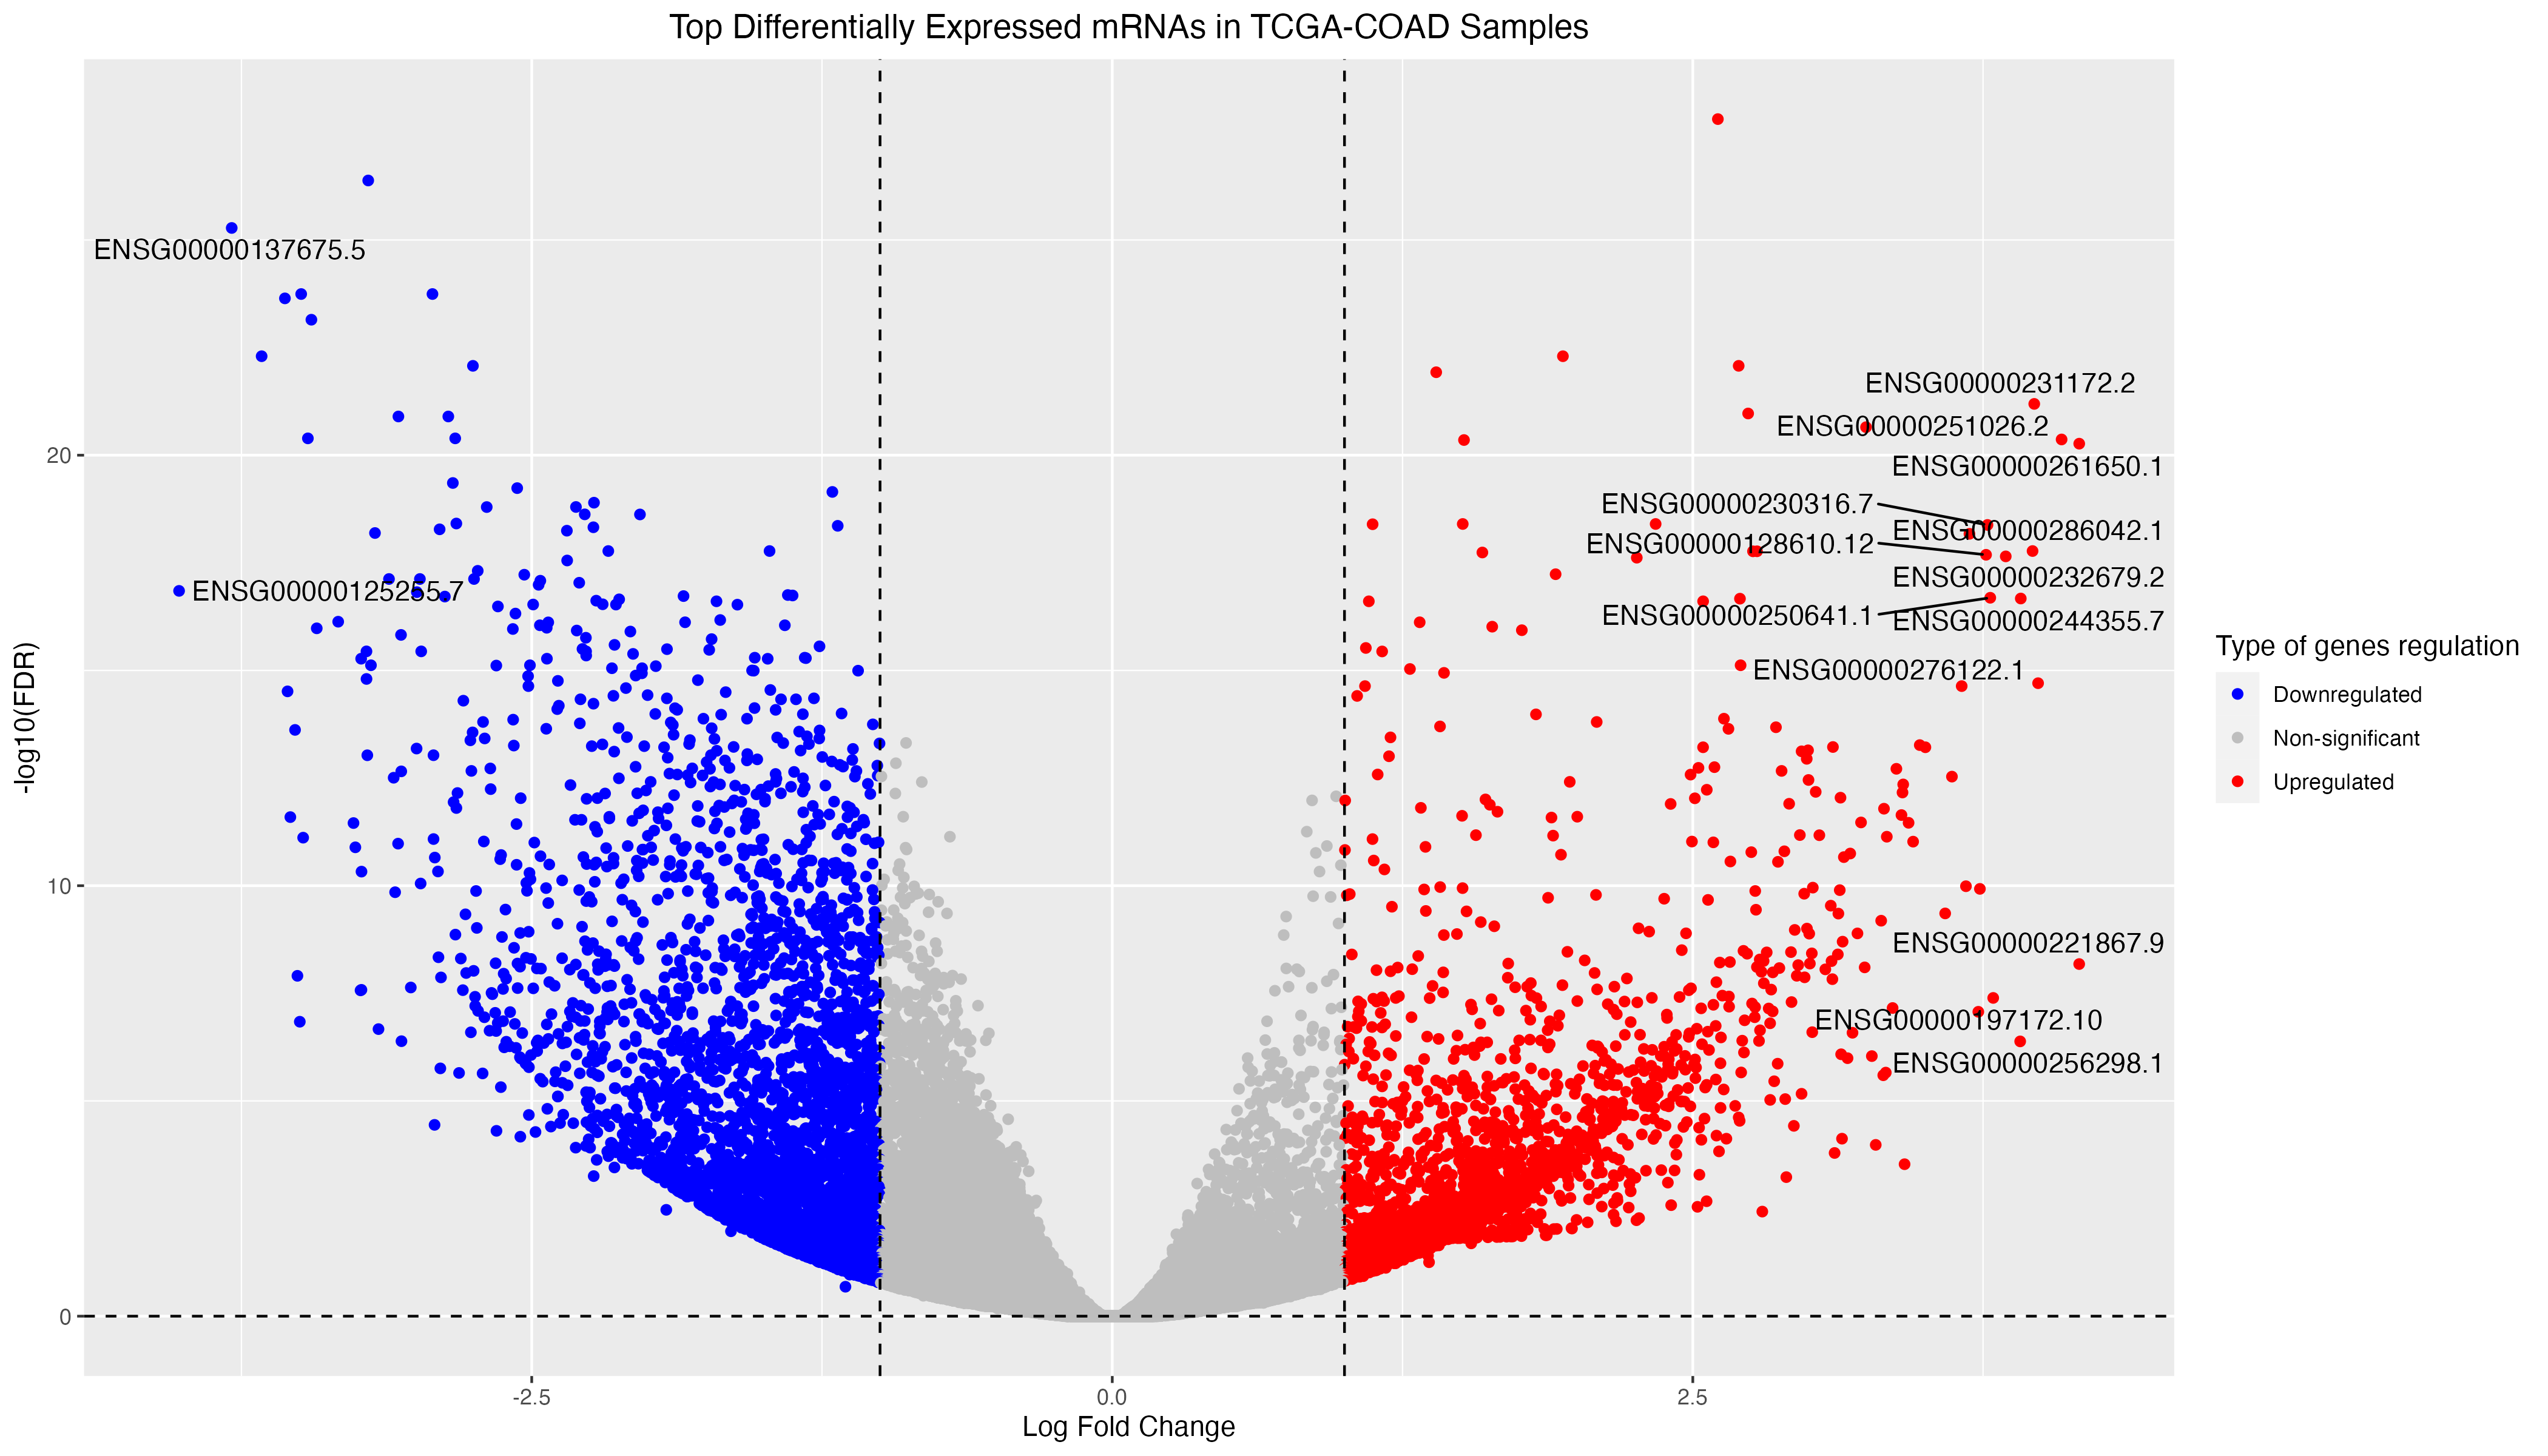 Top Differentially Expressed mRNAs in TCGA-COAD Samples
ENSG00000137675.5
ENSG00000231172.2
ENSG00000251026.2
20
ENSG00000261650.1
ENSG00000230316.7
ENSG00000286042.1
ENSG00000128610.12
ENSG00000232679.2
ENSG00000125255.7
ENSG00000250641.1
ENSG00000244355.7
ENSG00000276122.1
-log10(FDR)
10
ENSG00000221867.9
ENSG00000197172.10
ENSG00000256298.1
0
-2.5
0.0
2.5
Log Fold Change
Type of genes regulation
Downregulated
Non-significant
Upregulated